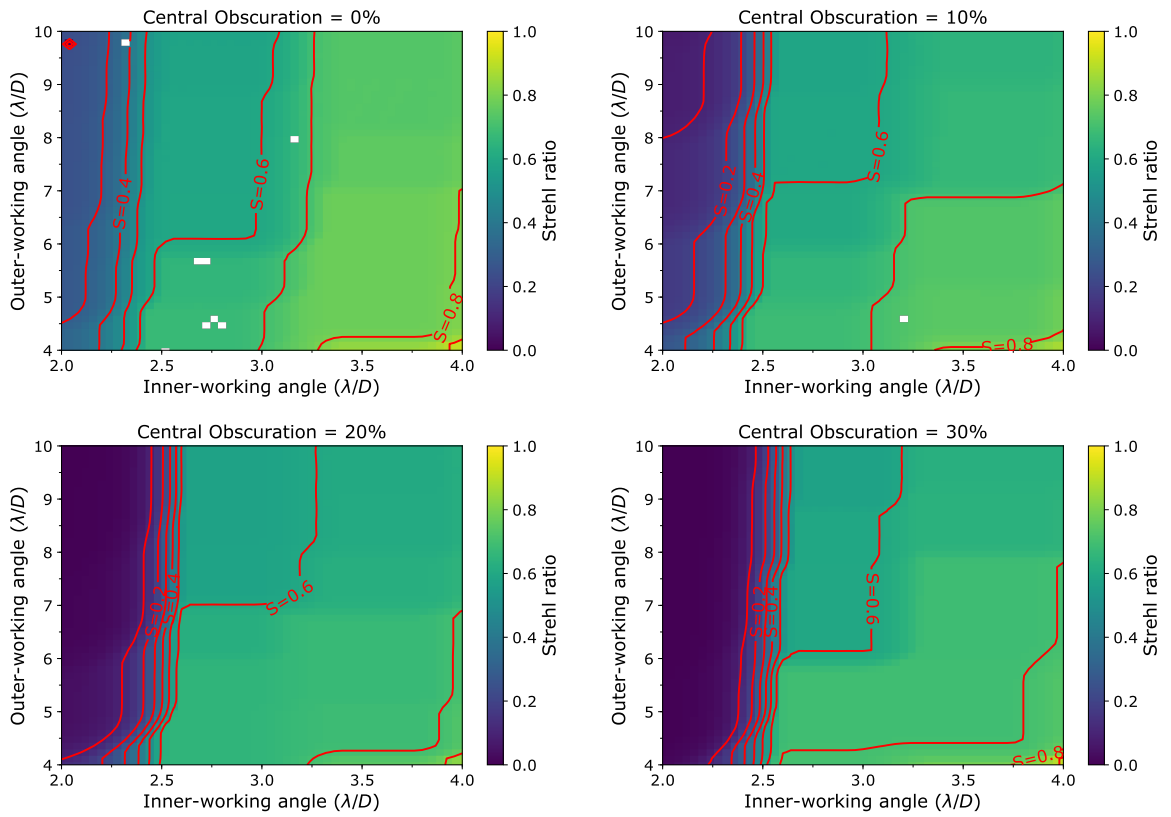 Central Obscuration = 0%
10
9
8
7
6
5
4
2.0
2.5
3.0
3.5
4.0
Outer-working angle (λ/D)
Inner-working angle (λ/D)
S=0.4
S=0.6
S=0.8
1.0
0.8
0.6
0.4
0.2
0.0
Strehl ratio
Central Obscuration = 10%
10
9
8
7
6
5
4
2.0
2.5
3.0
3.5
4.0
Outer-working angle (λ/D)
Inner-working angle (λ/D)
S=0.2
S=0.4
S=0.6
S=0.8
1.0
0.8
0.6
0.4
0.2
0.0
Strehl ratio
Central Obscuration = 20%
10
9
8
7
6
5
4
2.0
2.5
3.0
3.5
4.0
Outer-working angle (λ/D)
Inner-working angle (λ/D)
S=0.2
S=0.4
S=0.6
1.0
0.8
0.6
0.4
0.2
0.0
Strehl ratio
Central Obscuration = 30%
10
9
8
7
6
5
4
2.0
2.5
3.0
3.5
4.0
Outer-working angle (λ/D)
Inner-working angle (λ/D)
S=0.2
S=0.4
S=0.6
S=0.8
1.0
0.8
0.6
0.4
0.2
0.0
Strehl ratio